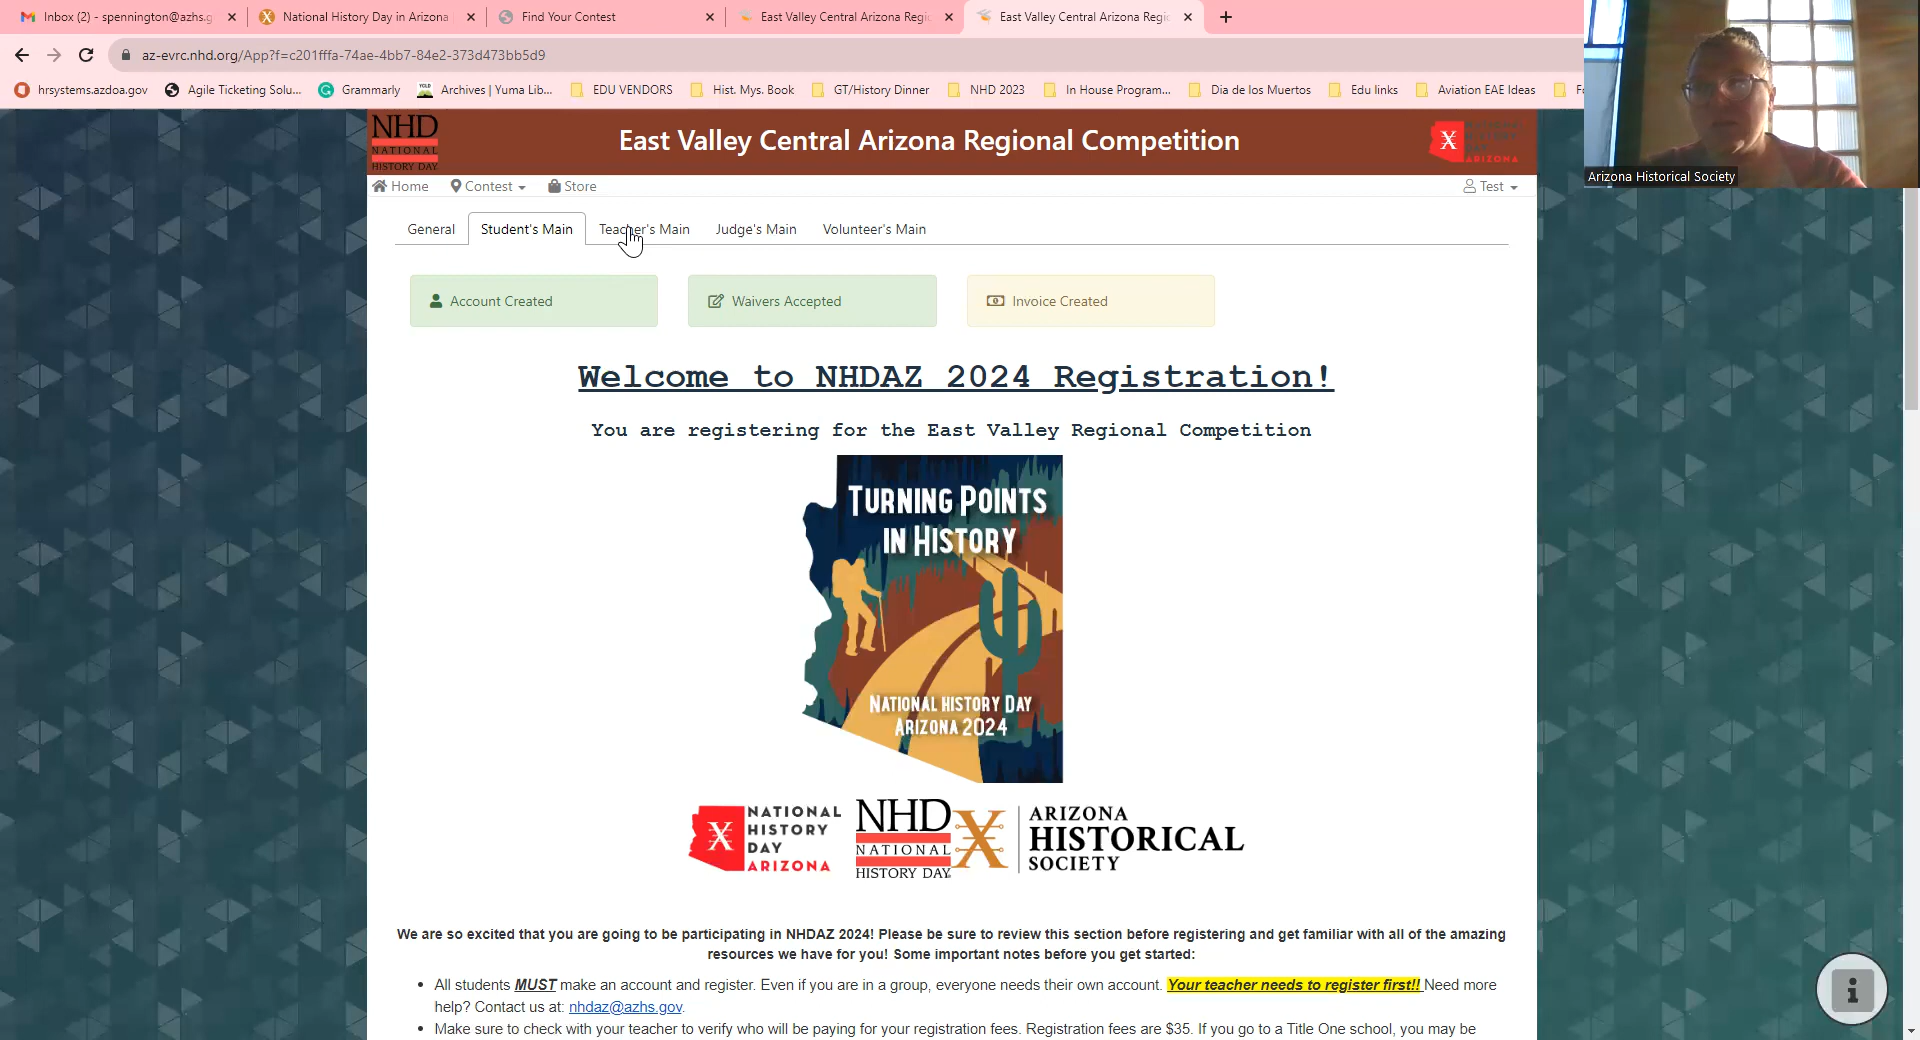 Inbox (2) - spennington@azhs.g
National History Day in Arizona
Find Your Contest
East Valley Central Arizona Regio
East Valley Central Arizona Regio
az-evrc.nhd.org/App?f=c201fffa-74ae-4bb7-84e2-373d473bb5d9
hrsystems.azdoa.gov
Agile Ticketing Solu...
Grammarly
Archives | Yuma Lib...
EDU VENDORS
Hist. Mys. Book
GT/History Dinner
NHD 2023
In House Program...
Dia de los Muertos
Edu links
Aviation EAE Ideas
Arizona Historical Society
NHD
NATIONAL
HISTORY DAY
East Valley Central Arizona Regional Competition
NATIONAL
HISTORY
DAY
ARIZONA
Home
Contest
Store
Test
General
Student's Main
Teacher's Main
Judge's Main
Volunteer's Main
Account Created
Waivers Accepted
Invoice Created
Welcome to NHDAZ 2024 Registration!
You are registering for the East Valley Regional Competition
TURNING POINTS
IN HISTORY
NATIONAL HISTORY DAY
ARIZONA 2024
NATIONAL
HISTORY
DAY
ARIZONA
NHD
NATIONAL
HISTORY DAY
ARIZONA
HISTORICAL
SOCIETY
We are so excited that you are going to be participating in NHDAZ 2024! Please be sure to review this section before registering and get familiar with all of the amazing
resources we have for you! Some important notes before you get started:
• All students MUST make an account and register. Even if you are in a group, everyone needs their own account. Your teacher needs to register first!! Need more
help? Contact us at: nhdaz@azhs.gov.
• Make sure to check with your teacher to verify who will be paying for your registration fees. Registration fees are $35. If you go to a Title One school, you may be